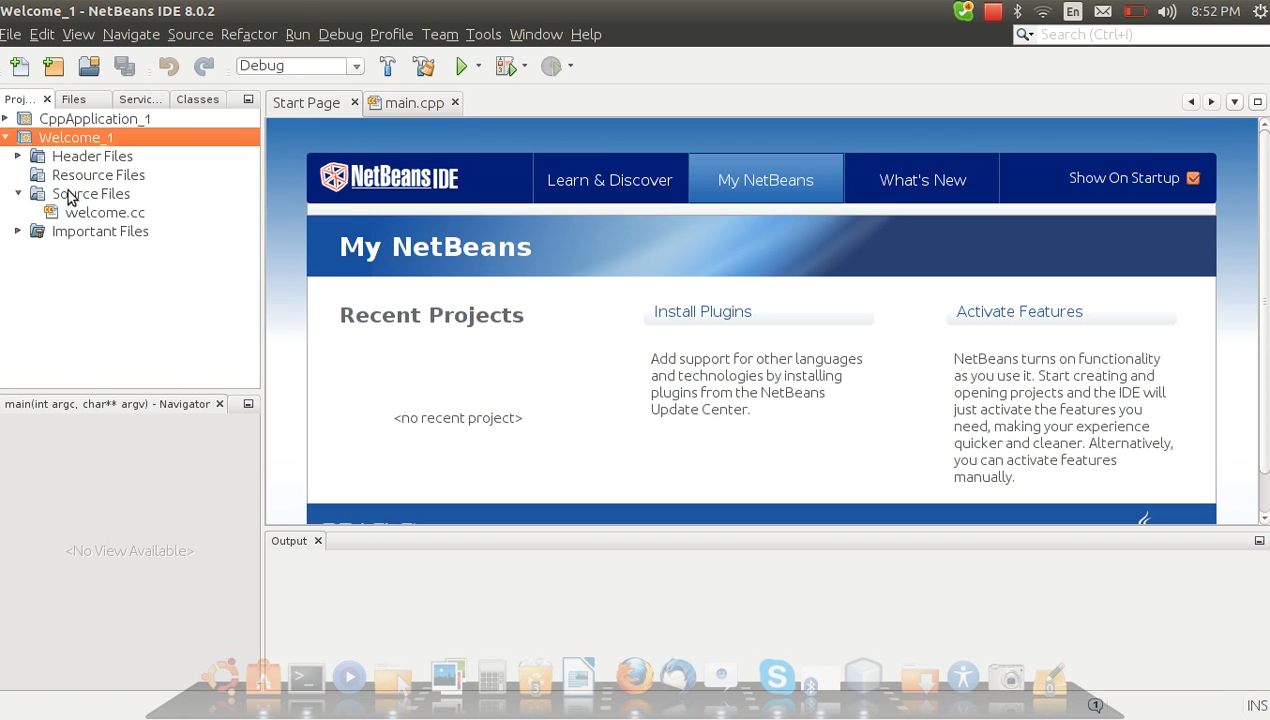 Welcome_1 - NetBeans IDE 8.0.2
En
8:52 PM
File Edit View Navigate Source Refactor Run Debug Profile Team Tools Window Help
Search (Ctrl+I)
Debug
Proj...
Files
Servic...
Classes
Start Page
main.cpp
CppApplication_1
Welcome_1
Header Files
Resource Files
Source Files
welcome.cc
Important Files
NetBeans IDE
Learn & Discover
My NetBeans
What's New
Show On Startup
My NetBeans
Recent Projects
<no recent project>
Install Plugins
Add support for other languages
and technologies by installing
plugins from the NetBeans
Update Center.
Activate Features
NetBeans turns on functionality
as you use it. Start creating and
opening projects and the IDE will
just activate the features you
need, making your experience
quicker and cleaner. Alternatively,
you can activate features
manually.
main(int argc, char** argv) - Navigator
<No View Available>
Output
1
INS